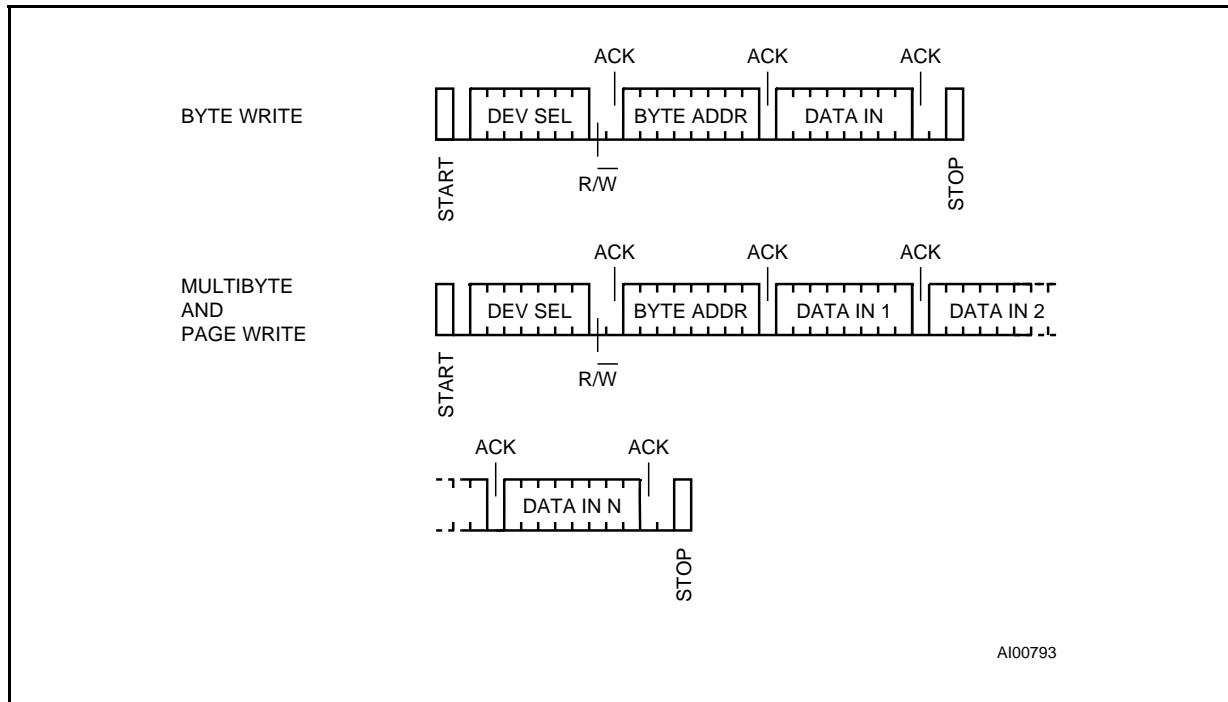 ACK ACK ACK
BYTE WRITE
DEV SEL BYTE ADDR DATA IN
R/W̅
START
STOP
ACK ACK ACK
MULTIBYTE
AND
PAGE WRITE
DEV SEL BYTE ADDR DATA IN 1 DATA IN 2
R/W̅
START
ACK ACK
DATA IN N
STOP
AI00793